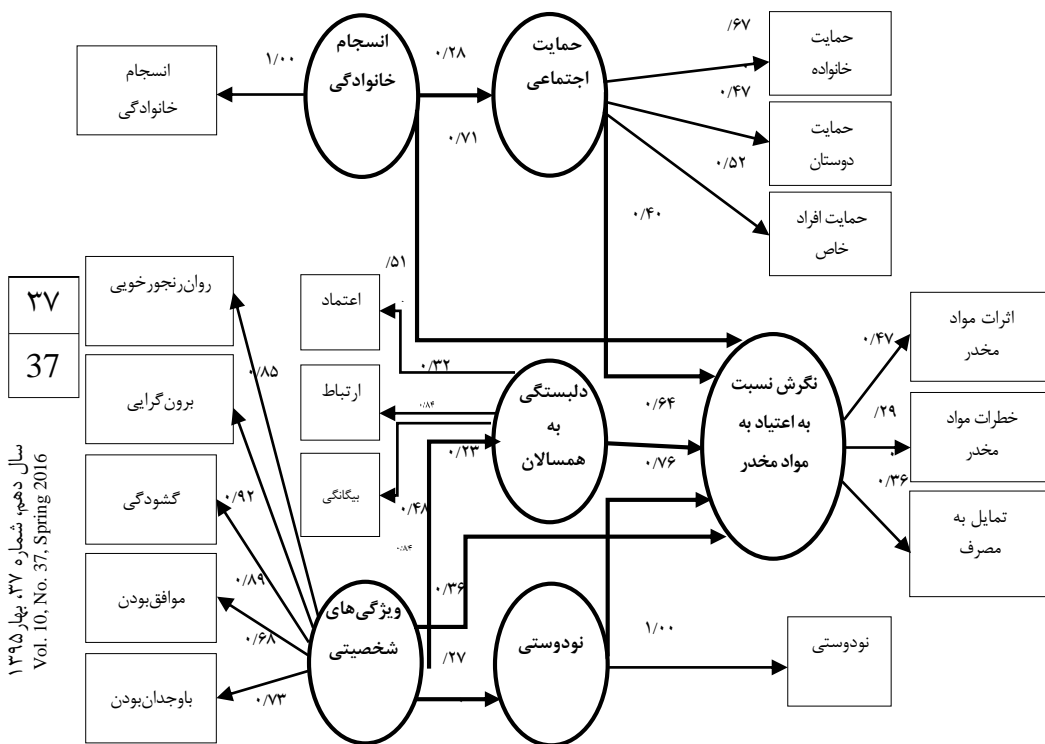 انسجام
خانوادگی
۱/۰۰
انسجام
خانوادگی
۰/۲۸
۰/۷۱
حمایت
اجتماعی
/۶۷
۰/۴۷
۰/۵۲
۰/۴۰
حمایت
خانواده
حمایت
دوستان
حمایت افراد
خاص
/۵۱
روان‌رنجورخویی
برون‌گرایی
گشودگی
موافق‌بودن
باوجدان‌بودن
۰/۸۵
۰/۹۲
۰/۸۹
۰/۶۸
۰/۷۳
اعتماد
ارتباط
بیگانگی
۰/۳۲
۰/۸۴
۰/۲۳
۰/۴۸
۰/۸۴
دلبستگی
به
همسالان
۰/۶۴
۰/۷۶
نگرش نسبت
به اعتیاد به
مواد مخدر
۰/۴۷
/۲۹
۰/۳۶
اثرات مواد
مخدر
خطرات مواد
مخدر
تمایل به
مصرف
ویژگی‌های
شخصیتی
۰/۳۶
/۲۷
نودوستی
۱/۰۰
نودوستی
۳۷
37
سال دهم، شماره ۳۷، بهار ۱۳۹۵
Vol. 10, No. 37, Spring 2016